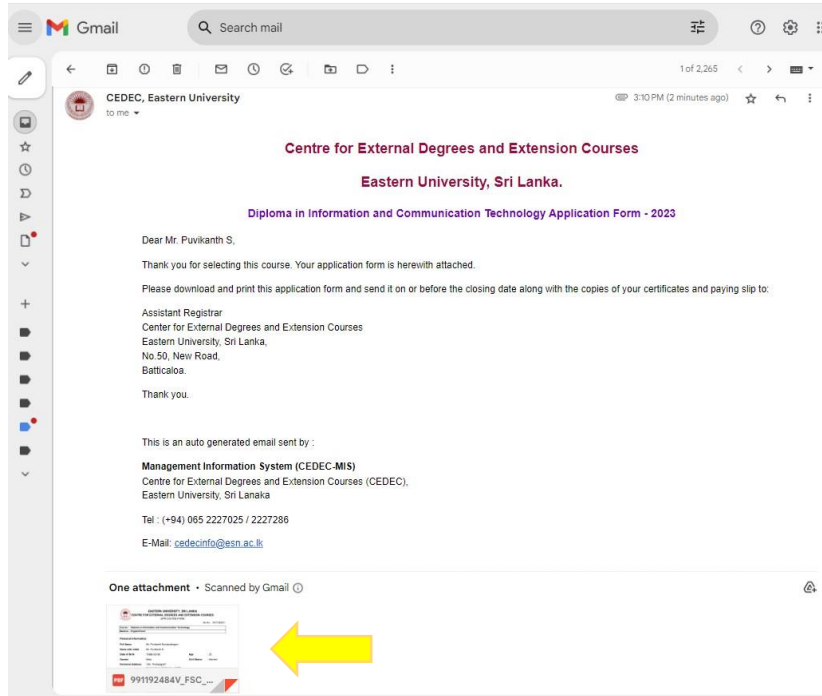 Gmail
Search mail
1 of 2,265
CEDEC, Eastern University
3:10 PM (2 minutes ago)
to me
Centre for External Degrees and Extension Courses
Eastern University, Sri Lanka.
Diploma in Information and Communication Technology Application Form - 2023
Dear Mr. Puvikanth S,
Thank you for selecting this course. Your application form is herewith attached.
Please download and print this application form and send it on or before the closing date along with the copies of your certificates and paying slip to:
Assistant Registrar
Center for External Degrees and Extension Courses
Eastern University, Sri Lanka,
No.50, New Road,
Batticaloa.
Thank you.
This is an auto generated email sent by :
Management Information System (CEDEC-MIS)
Centre for External Degrees and Extension Courses (CEDEC),
Eastern University, Sri Lanaka
Tel : (+94) 065 2227025 / 2227286
E-Mail: cedecinfo@esn.ac.lk
One attachment • Scanned by Gmail
PDF
991192484V_FSC_...